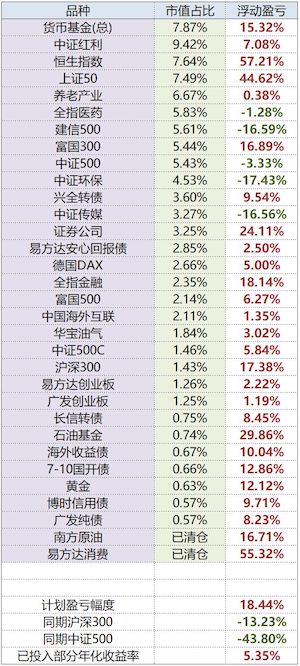 品种 市值占比 浮动盈亏
货币基金(总) 7.87% 15.32%
中证红利 9.42% 7.08%
恒生指数 7.64% 57.21%
上证50 7.49% 44.62%
养老产业 6.67% 0.38%
全指医药 5.83% -1.28%
建信500 5.61% -16.59%
富国300 5.44% 16.89%
中证500 5.43% -3.33%
中证环保 4.53% -17.43%
兴全转债 3.60% 9.54%
中证传媒 3.27% -16.56%
证券公司 3.25% 24.11%
易方达安心回报债 2.85% 2.50%
德国DAX 2.66% 5.00%
全指金融 2.35% 18.14%
富国500 2.14% 6.27%
中国海外互联 2.11% 1.35%
华宝油气 1.84% 3.02%
中证500C 1.46% 5.84%
沪深300 1.43% 17.38%
易方达创业板 1.26% 2.22%
广发创业板 1.25% 1.19%
长信转债 0.75% 8.45%
石油基金 0.74% 29.86%
海外收益债 0.67% 10.04%
7-10国开债 0.66% 12.86%
黄金 0.63% 12.12%
博时信用债 0.57% 9.71%
广发纯债 0.57% 8.23%
南方原油 已清仓 16.71%
易方达消费 已清仓 55.32%
计划盈亏幅度 18.44%
同期沪深300 -13.23%
同期中证500 -43.80%
已投入部分年化收益率 5.35%